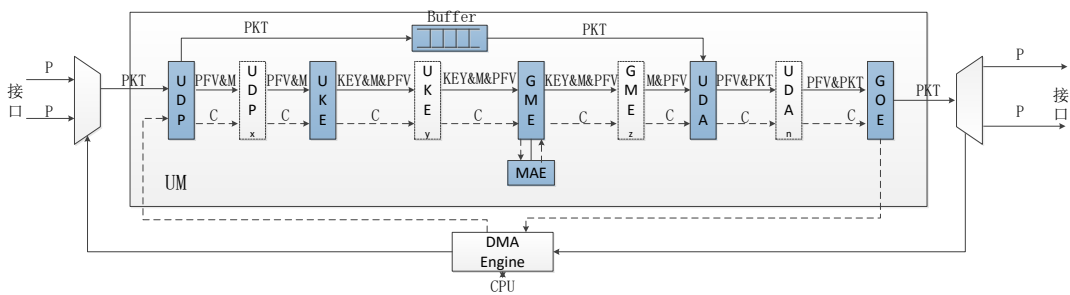 Buffer
PKT
PKT
P
接口
P
PKT
UDP
PFV&M
C
UDP x
PFV&M
C
UKE
KEY&M&PFV
C
UKE y
KEY&M&PFV
C
GME
KEY&M&PFV
C
GME z
M&PFV
C
UDA
PFV&PKT
C
UDA n
PFV&PKT
C
GOE
PKT
P
接口
P
MAE
UM
DMA
Engine
CPU